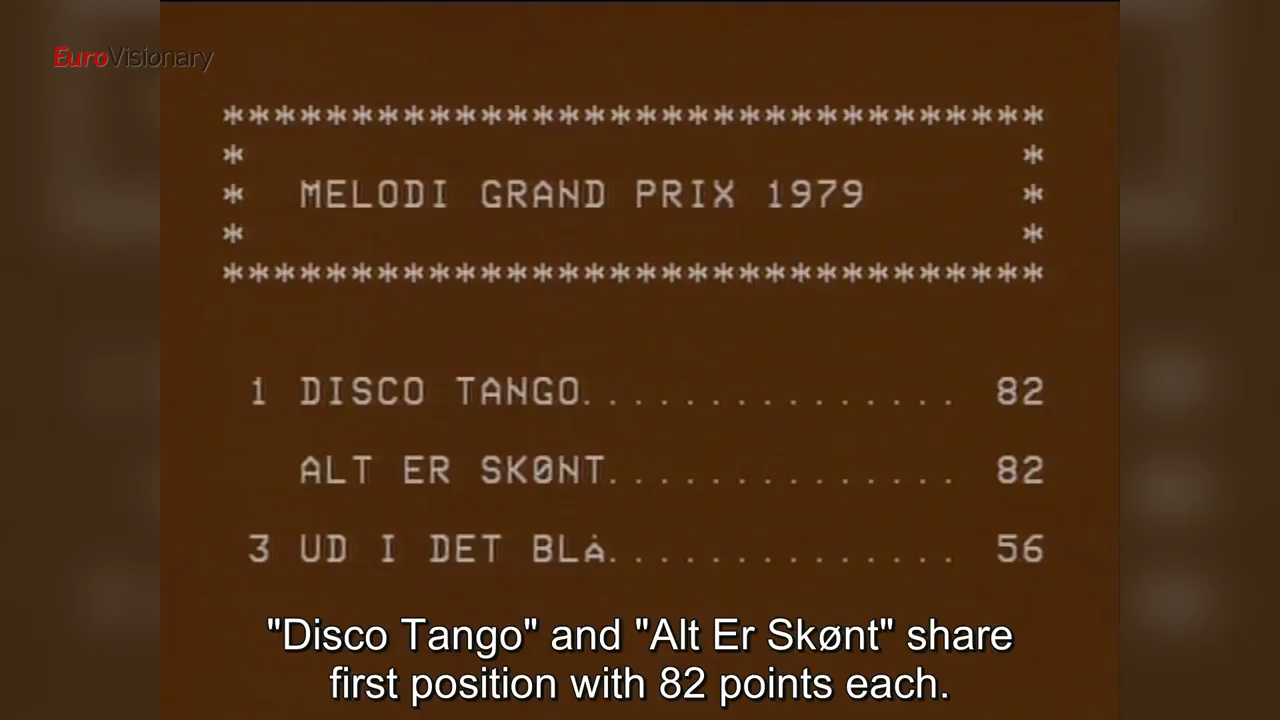 EuroVisionary
********************************
* *
* MELODI GRAND PRIX 1979 *
* *
********************************
1 DISCO TANGO............... 82
ALT ER SKØNT.............. 82
3 UD I DET BLÅ.............. 56
"Disco Tango" and "Alt Er Skønt" share
first position with 82 points each.